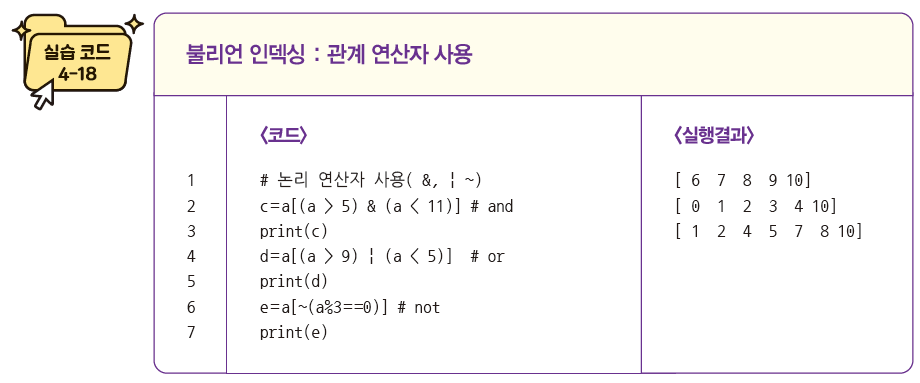 실습 코드
4-18
불리언 인덱싱 : 관계 연산자 사용
<코드>
1 # 논리 연산자 사용( &, ¦ ~)
2 c=a[(a > 5) & (a < 11)] # and
3 print(c)
4 d=a[(a > 9) ¦ (a < 5)] # or
5 print(d)
6 e=a[~(a%3==0)] # not
7 print(e)
<실행결과>
[ 6 7 8 9 10]
[ 0 1 2 3 4 10]
[ 1 2 4 5 7 8 10]